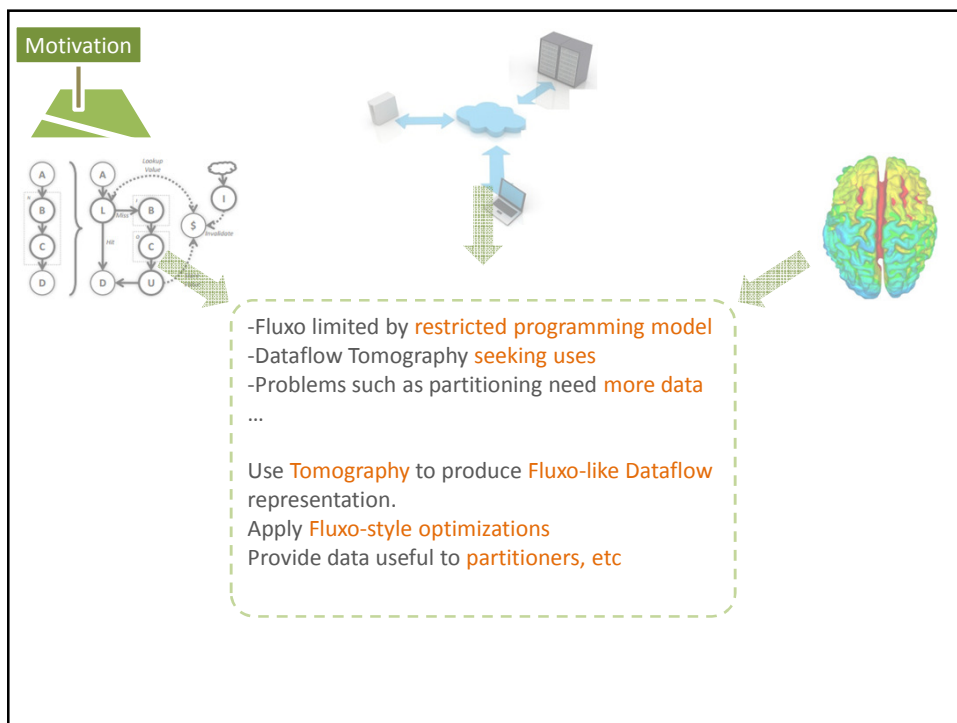 Motivation
A
B
C
D
A
L
Miss
B
C
Hit
D
U
Lookup
Value
$
I
Invalidate
-Fluxo limited by restricted programming model
-Dataflow Tomography seeking uses
-Problems such as partitioning need more data
…
Use Tomography to produce Fluxo-like Dataflow
representation.
Apply Fluxo-style optimizations
Provide data useful to partitioners, etc